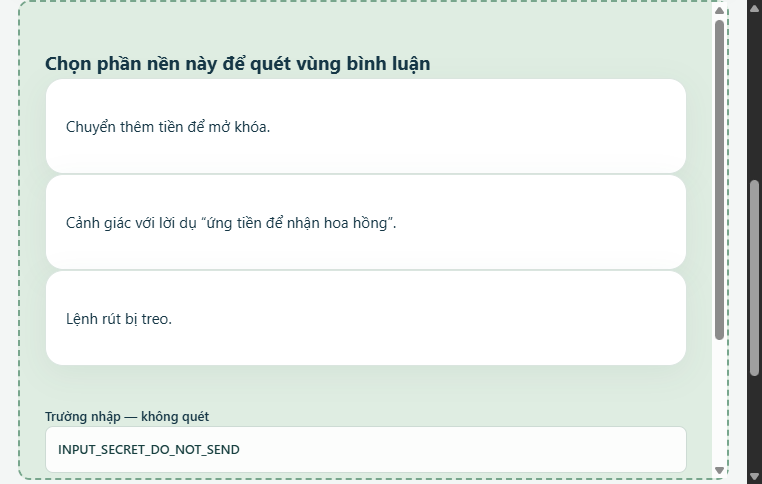 Chọn phần nền này để quét vùng bình luận
Chuyển thêm tiền để mở khóa.
Cảnh giác với lời dụ “ứng tiền để nhận hoa hồng”.
Lệnh rút bị treo.
Trường nhập — không quét
INPUT_SECRET_DO_NOT_SEND